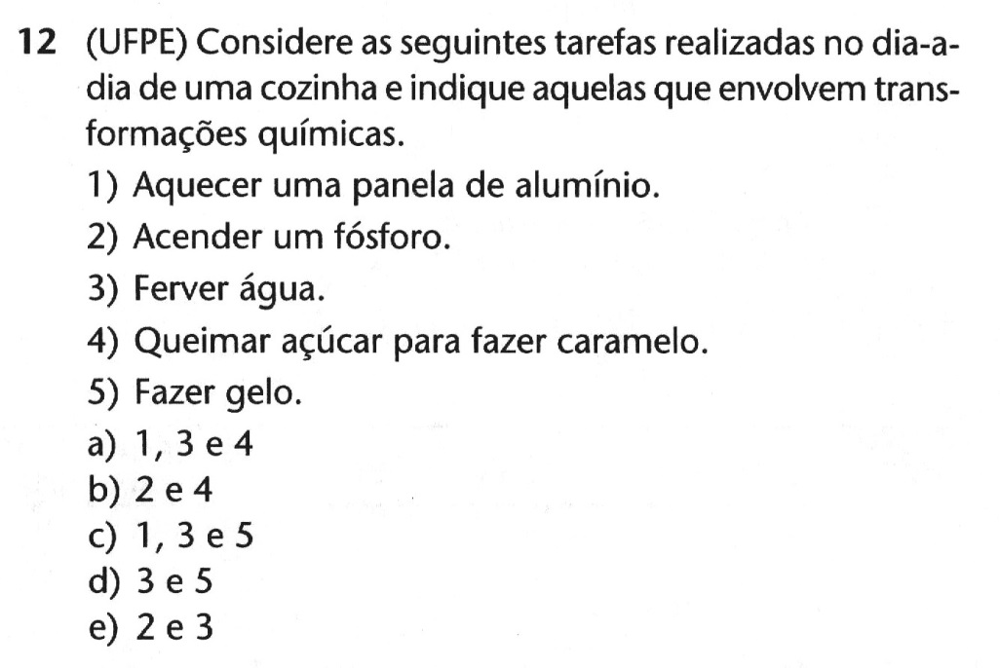 12 (UFPE) Considere as seguintes tarefas realizadas no dia-a-
dia de uma cozinha e indique aquelas que envolvem trans-
formações químicas.
1) Aquecer uma panela de alumínio.
2) Acender um fósforo.
3) Ferver água.
4) Queimar açúcar para fazer caramelo.
5) Fazer gelo.
a) 1, 3 e 4
b) 2 e 4
c) 1, 3 e 5
d) 3 e 5
e) 2 e 3